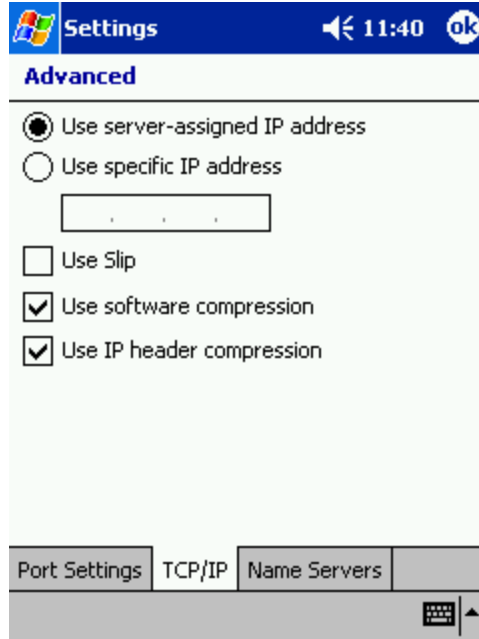 Settings 11:40 ok
Advanced
Use server-assigned IP address
Use specific IP address
. . .
Use Slip
Use software compression
Use IP header compression
Port Settings TCP/IP Name Servers